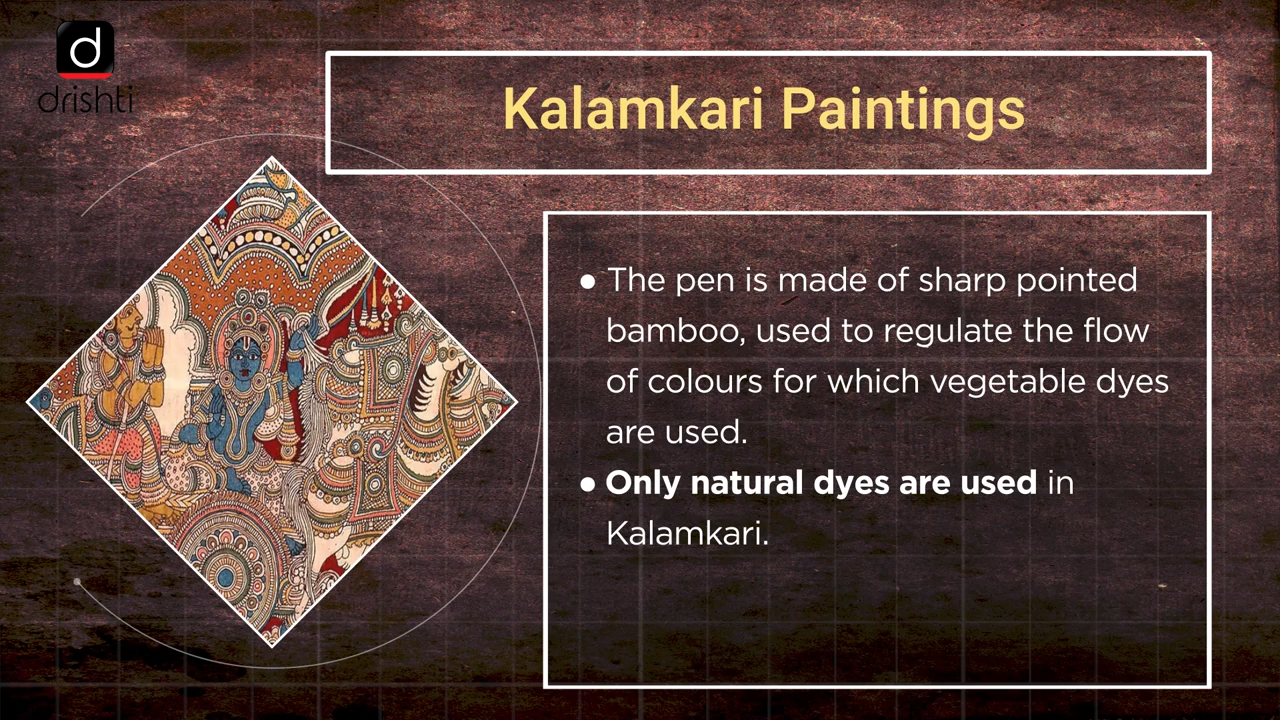 d
drishti
Kalamkari Paintings
● The pen is made of sharp pointed
bamboo, used to regulate the flow
of colours for which vegetable dyes
are used.
● Only natural dyes are used in
Kalamkari.